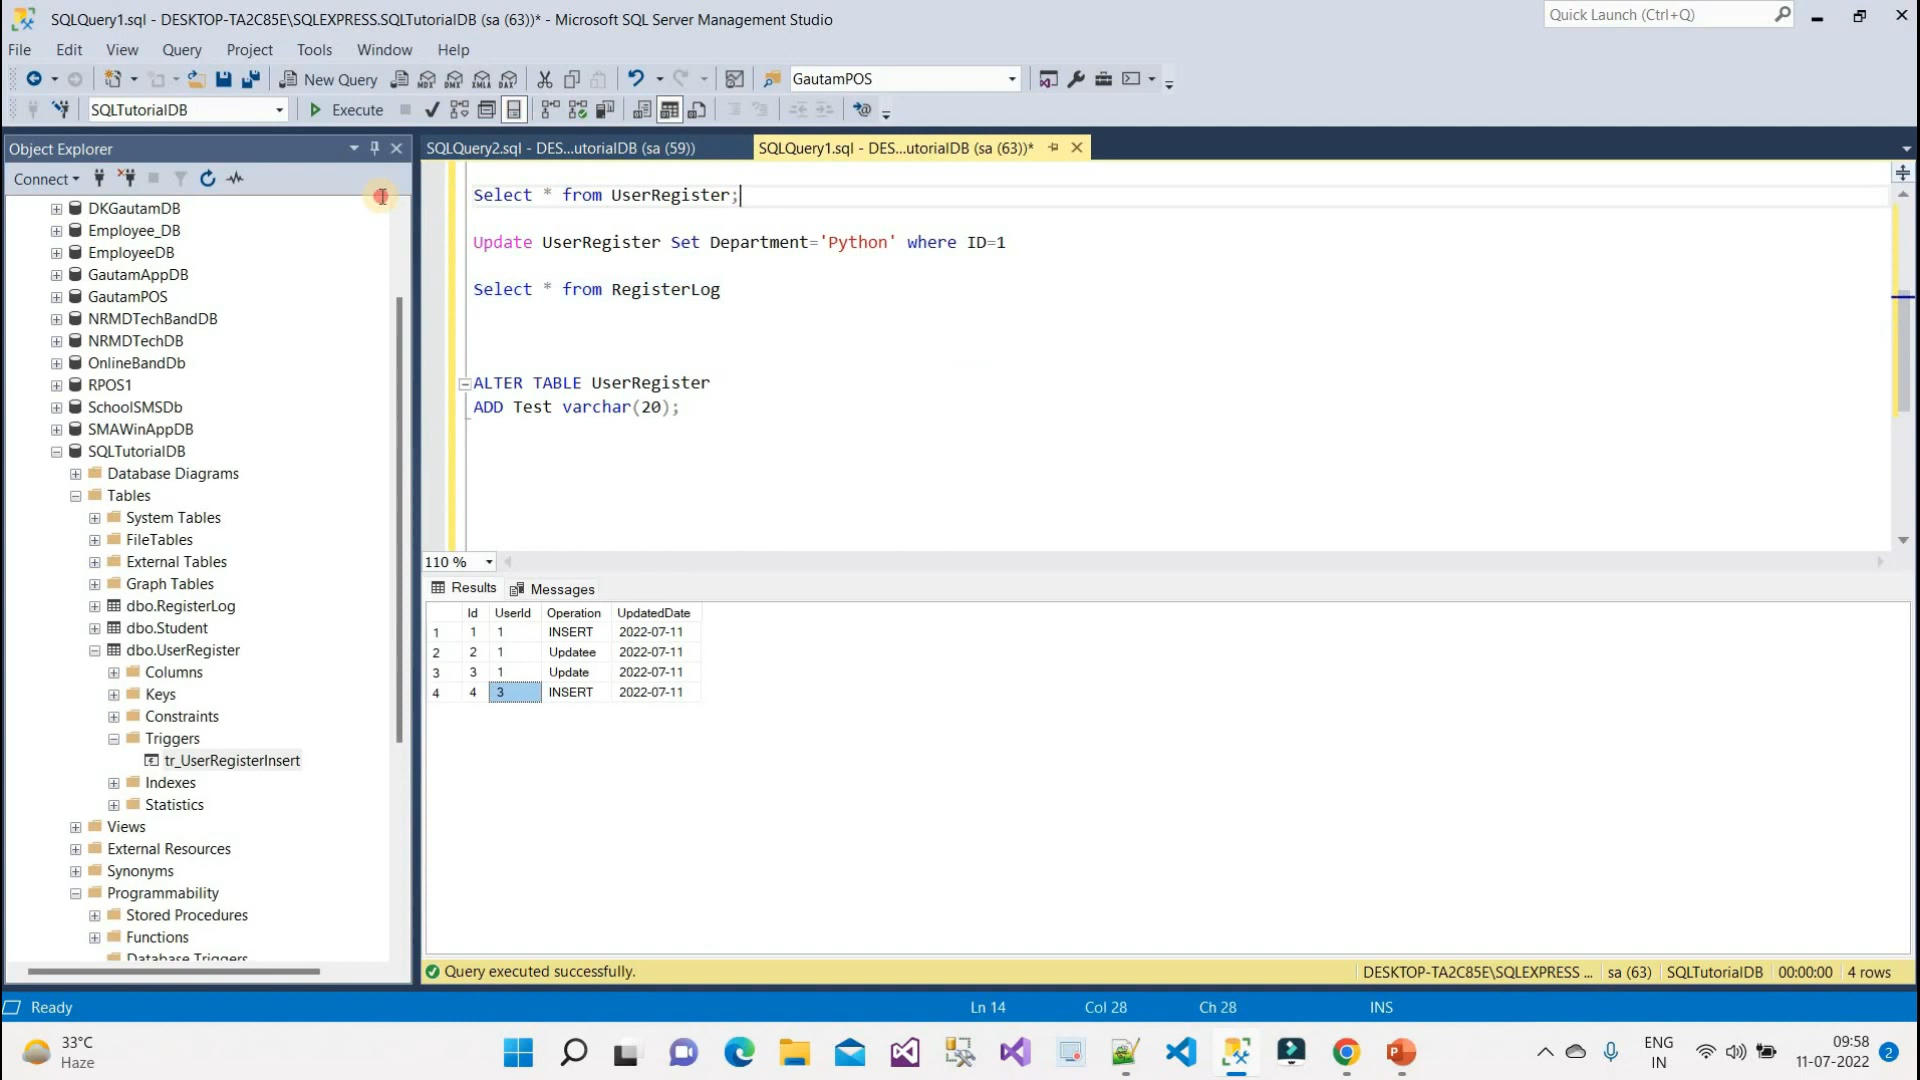 SQLQuery1.sql - DESKTOP-TA2C85E\SQLEXPRESS.SQLTutorialDB (sa (63))* - Microsoft SQL Server Management Studio
Quick Launch (Ctrl+Q)
File Edit View Query Project Tools Window Help
New Query
MDX DMX XMLA DAX
GautamPOS
SQLTutorialDB
Execute
Object Explorer
Connect
DKGautamDB
Employee_DB
EmployeeDB
GautamAppDB
GautamPOS
NRMDTechBandDB
NRMDTechDB
OnlineBandDb
RPOS1
SchoolSMSDb
SMAWinAppDB
SQLTutorialDB
Database Diagrams
Tables
System Tables
FileTables
External Tables
Graph Tables
dbo.RegisterLog
dbo.Student
dbo.UserRegister
Columns
Keys
Constraints
Triggers
tr_UserRegisterInsert
Indexes
Statistics
Views
External Resources
Synonyms
Programmability
Stored Procedures
Functions
Database Triggers
SQLQuery2.sql - DES...utorialDB (sa (59))
SQLQuery1.sql - DES...utorialDB (sa (63))*
Select * from UserRegister;
Update UserRegister Set Department='Python' where ID=1
Select * from RegisterLog
ALTER TABLE UserRegister
ADD Test varchar(20);
110 %
Results Messages
Id UserId Operation UpdatedDate
1 1 1 INSERT 2022-07-11
2 2 1 Updatee 2022-07-11
3 3 1 Update 2022-07-11
4 4 3 INSERT 2022-07-11
Query executed successfully.
DESKTOP-TA2C85E\SQLEXPRESS ... sa (63) SQLTutorialDB 00:00:00 4 rows
Ready
Ln 14 Col 28 Ch 28 INS
33°C
Haze
ENG
IN
09:58
11-07-2022
2